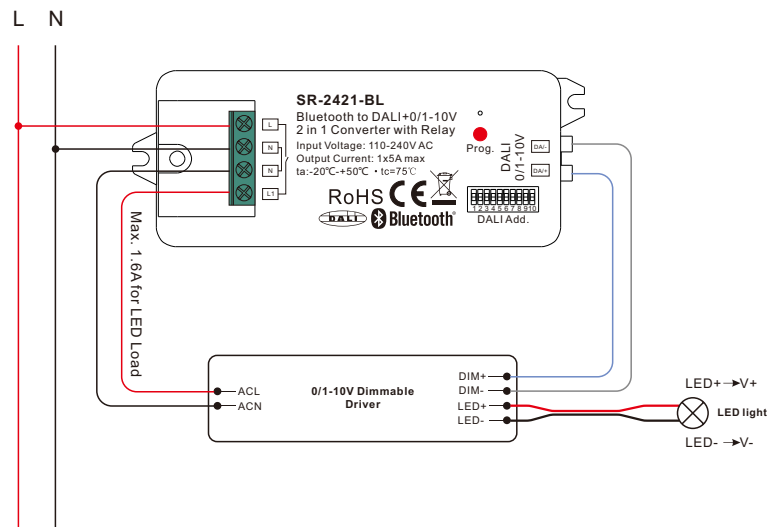 L N
SR-2421-BL
Bluetooth to DALI+0/1-10V
2 in 1 Converter with Relay
Input Voltage: 110-240V AC
Output Current: 1x5A max
ta:-20℃-+50℃ • tc=75℃
L
N
N
L1
Prog.
DALI
0/1-10V
DA/-
DA/+
RoHS CE
DALI Bluetooth®
1 2 3 4 5 6 7 8 9 10
DALI Add.
Max. 1.6A for LED Load
ACL
ACN
0/1-10V Dimmable
Driver
DIM+
DIM-
LED+
LED-
LED+→V+
LED light
LED- →V-